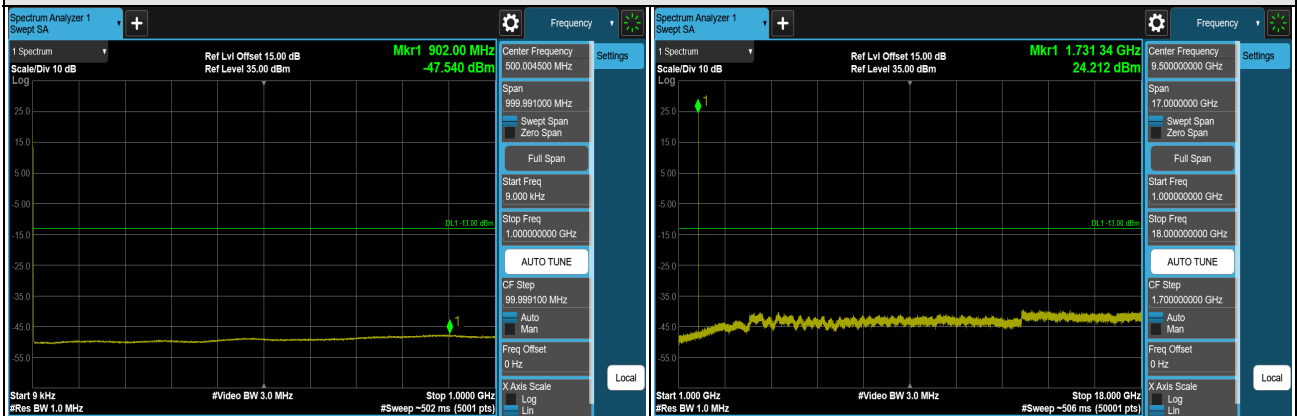 Spectrum Analyzer 1
Swept SA
+
Frequency
1 Spectrum
Scale/Div 10 dB
Log
Ref Lvl Offset 15.00 dB
Ref Level 35.00 dBm
Mkr1 902.00 MHz
-47.540 dBm
25.0
15.0
5.00
-5.00
-15.0
-25.0
-35.0
-45.0
-55.0
DL1 -13.00 dBm
1
Start 9 kHz
#Res BW 1.0 MHz
#Video BW 3.0 MHz
Stop 1.0000 GHz
#Sweep ~502 ms (5001 pts)
Center Frequency
500.004500 MHz
Settings
Span
999.991000 MHz
Swept Span
Zero Span
Full Span
Start Freq
9.000 kHz
Stop Freq
1.000000000 GHz
AUTO TUNE
CF Step
99.999100 MHz
Auto
Man
Freq Offset
0 Hz
X Axis Scale
Log
Lin
Local
Spectrum Analyzer 1
Swept SA
+
Frequency
1 Spectrum
Scale/Div 10 dB
Log
Ref Lvl Offset 15.00 dB
Ref Level 35.00 dBm
Mkr1 1.731 34 GHz
24.212 dBm
25.0
15.0
5.00
-5.00
-15.0
-25.0
-35.0
-45.0
-55.0
DL1 -13.00 dBm
1
Start 1.000 GHz
#Res BW 1.0 MHz
#Video BW 3.0 MHz
Stop 18.000 GHz
#Sweep ~506 ms (50001 pts)
Center Frequency
9.500000000 GHz
Settings
Span
17.0000000 GHz
Swept Span
Zero Span
Full Span
Start Freq
1.000000000 GHz
Stop Freq
18.000000000 GHz
AUTO TUNE
CF Step
1.700000000 GHz
Auto
Man
Freq Offset
0 Hz
X Axis Scale
Log
Lin
Local